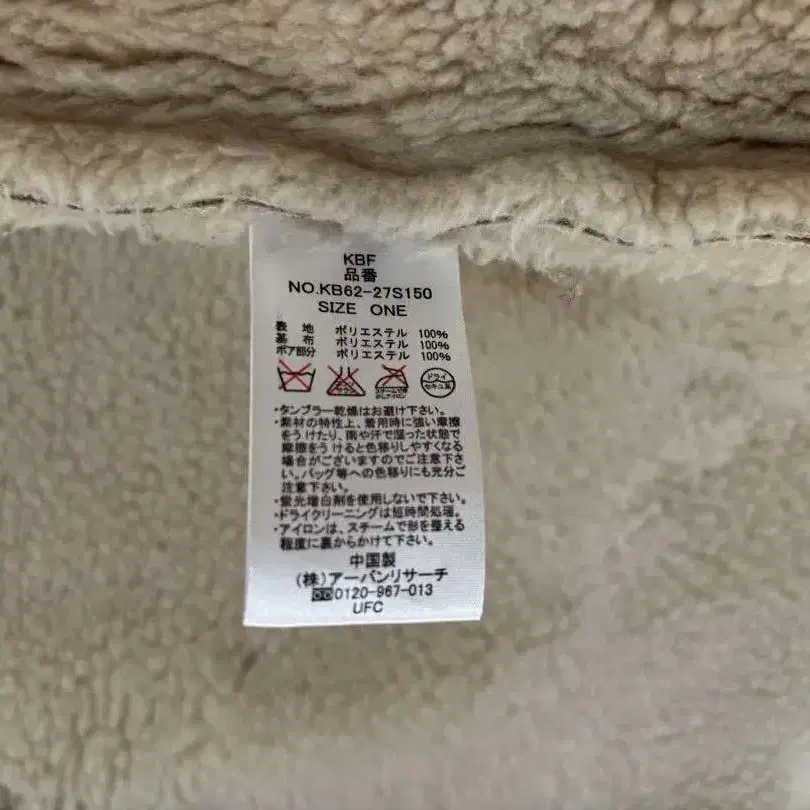 KBF
品番
NO.KB62-27S150
SIZE ONE
表 地 ポリエステル 100%
基 布 ポリエステル 100%
ボア部分 ポリエステル 100%
ドライ
セキユ系
・タンブラー乾燥はお避け下さい。
・素材の特性上、着用時に強い摩擦
をうけたり、雨や汗で湿った状態で
摩擦をうけると色移りしやすくなる
場合がございますのでご注意下さ
い。バッグ等への色移りにも充分ご
注意下さい。
・蛍光増白剤を使用しないで下さい。
・ドライクリーニングは短時間処理。
・アイロンは、スチームで形を整える
程度に裏からかけて下さい。
中国製
(株)アーバンリサーチ
0120-967-013
UFC